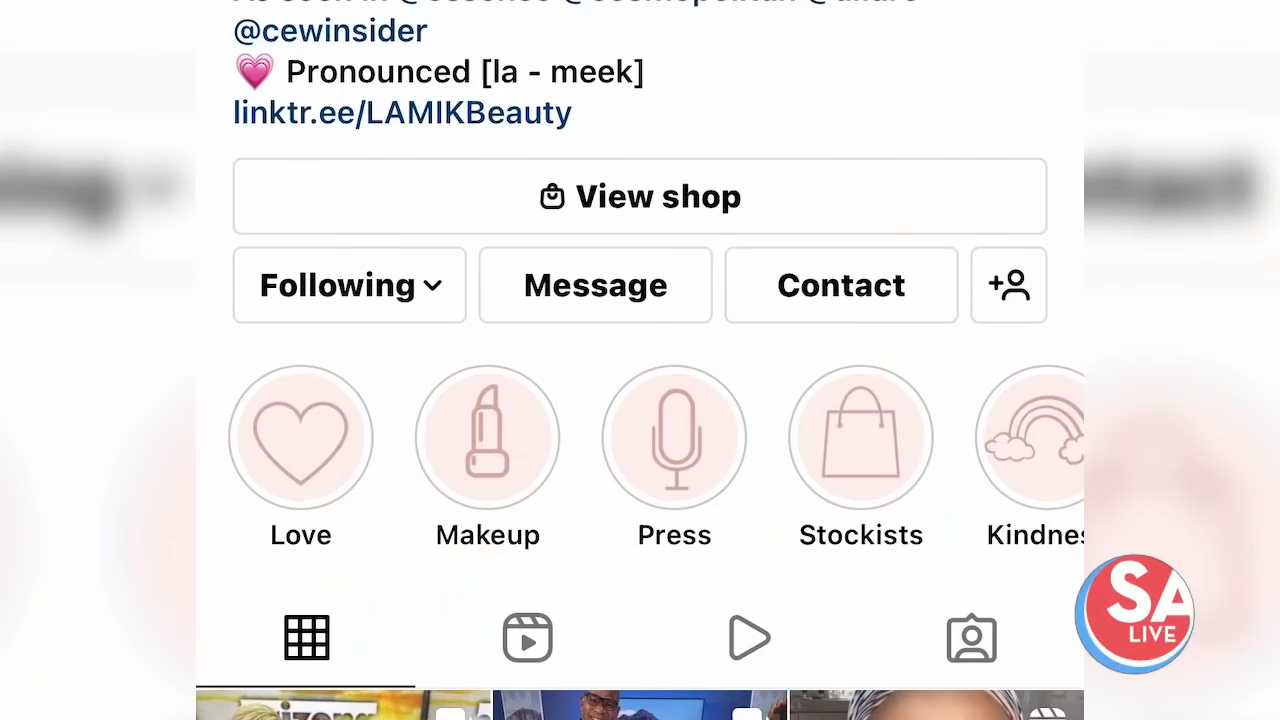 @cewinsider
Pronounced [la - meek]
linktr.ee/LAMIKBeauty
View shop
Following
Message
Contact
Love
Makeup
Press
Stockists
Kindnes
SA
LIVE